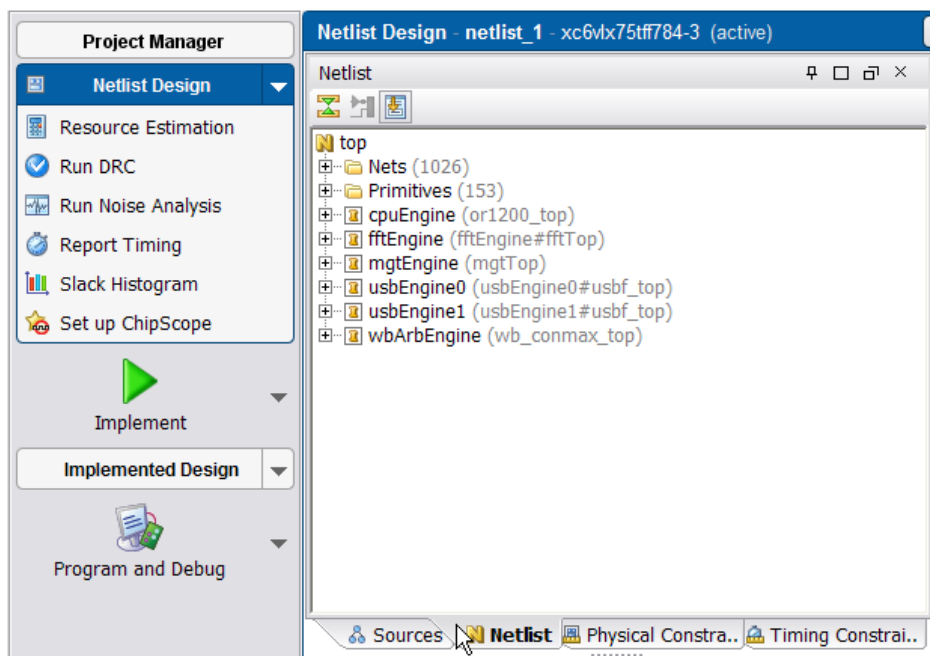 Project Manager
Netlist Design
Resource Estimation
Run DRC
Run Noise Analysis
Report Timing
Slack Histogram
Set up ChipScope
Implement
Implemented Design
Program and Debug
Netlist Design - netlist_1 - xc6vlx75tff784-3 (active)
Netlist
top
Nets (1026)
Primitives (153)
cpuEngine (or1200_top)
fftEngine (fftEngine#fftTop)
mgtEngine (mgtTop)
usbEngine0 (usbEngine0#usbf_top)
usbEngine1 (usbEngine1#usbf_top)
wbArbEngine (wb_conmax_top)
Sources Netlist Physical Constra.. Timing Constrai..